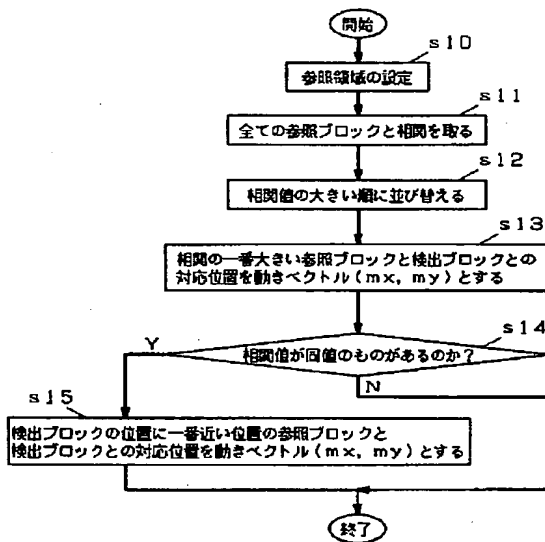 開始
s10
参照領域の設定
s11
全ての参照ブロックと相関を取る
s12
相関値の大きい順に並び替える
s13
相関の一番大きい参照ブロックと検出ブロックとの
対応位置を動きベクトル(mx, my)とする
s14
相関値が同値のものがあるのか?
Y
N
s15
検出ブロックの位置に一番近い位置の参照ブロックと
検出ブロックとの対応位置を動きベクトル(mx, my)とする
終了